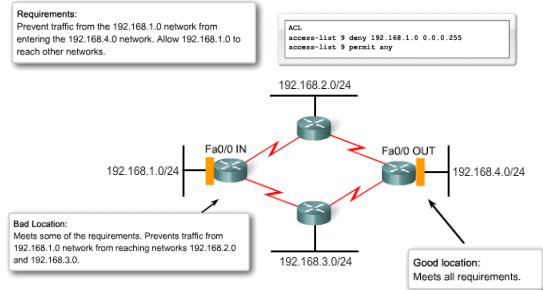 Requirements:
Prevent traffic from the 192.168.1.0 network from
entering the 192.168.4.0 network. Allow 192.168.1.0 to
reach other networks.
ACL
access-list 9 deny 192.168.1.0 0.0.0.255
access-list 9 permit any
192.168.2.0/24
Fa0/0 IN
Fa0/0 OUT
192.168.1.0/24
192.168.4.0/24
Bad Location:
Meets some of the requirements. Prevents traffic from
192.168.1.0 network from reaching networks 192.168.2.0
and 192.168.3.0.
192.168.3.0/24
Good location:
Meets all requirements.